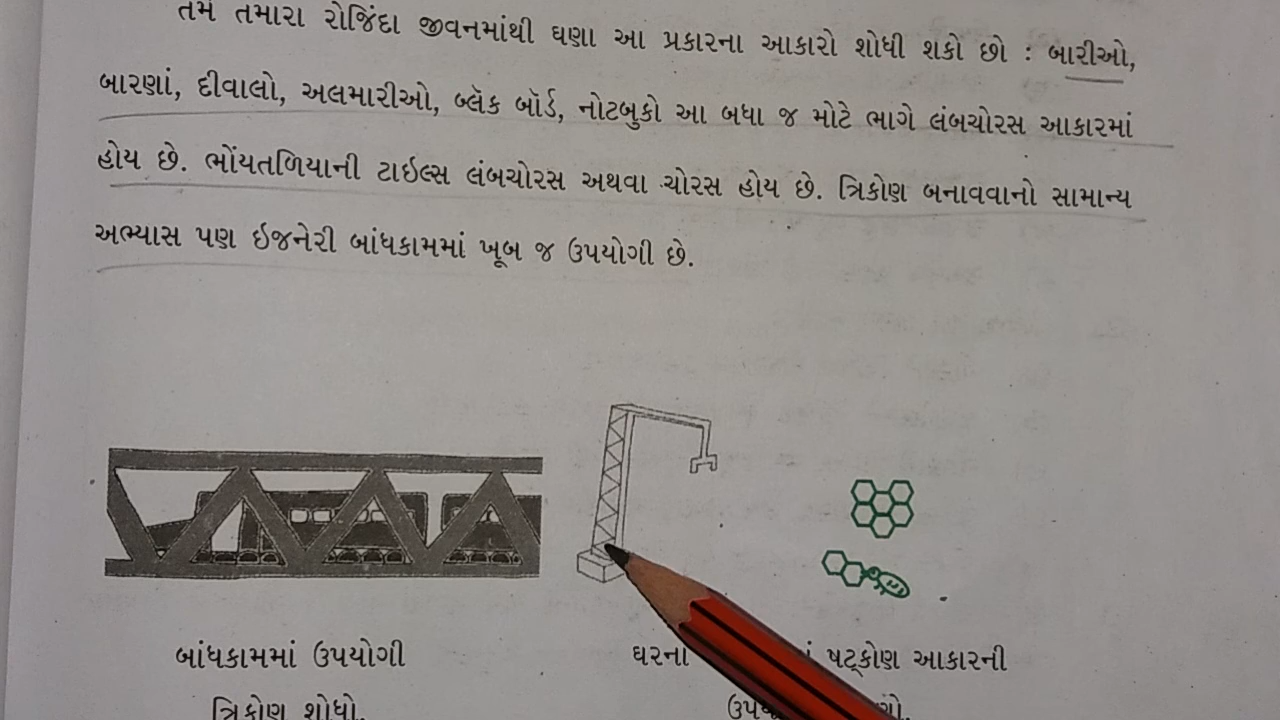 તમે તમારા રોજિંદા જીવનમાંથી ઘણા આ પ્રકારના આકારો શોધી શકો છો : બારીઓ,
બારણાં, દીવાલો, અલમારીઓ, બ્લૅક બૉર્ડ, નોટબુકો આ બધા જ મોટે ભાગે લંબચોરસ આકારમાં
હોય છે. ભોંયતળિયાની ટાઇલ્સ લંબચોરસ અથવા ચોરસ હોય છે. ત્રિકોણ બનાવવાનો સામાન્ય
અભ્યાસ પણ ઇજનેરી બાંધકામમાં ખૂબ જ ઉપયોગી છે.
બાંધકામમાં ઉપયોગી
ત્રિકોણ શોધો.
ઘરના ષટ્કોણ આકારની